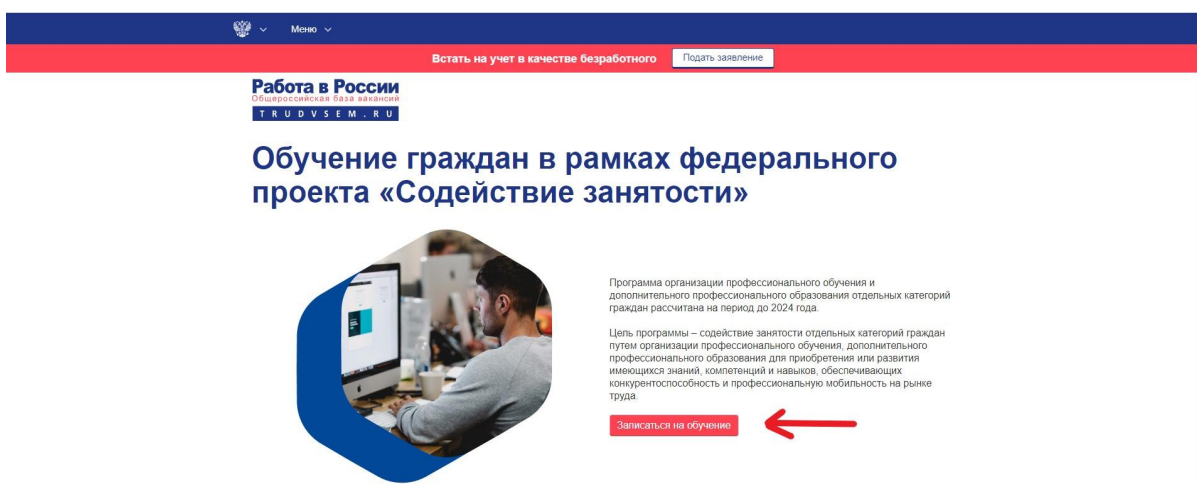 Меню
Встать на учет в качестве безработного Подать заявление
Работа в России
Общероссийская база вакансий
TRUDVSEM.RU
Обучение граждан в рамках федерального
проекта «Содействие занятости»
Программа организации профессионального обучения и
дополнительного профессионального образования отдельных категорий
граждан рассчитана на период до 2024 года.
Цель программы – содействие занятости отдельных категорий граждан
путем организации профессионального обучения, дополнительного
профессионального образования для приобретения или развития
имеющихся знаний, компетенций и навыков, обеспечивающих
конкурентоспособность и профессиональную мобильность на рынке
труда.
Записаться на обучение